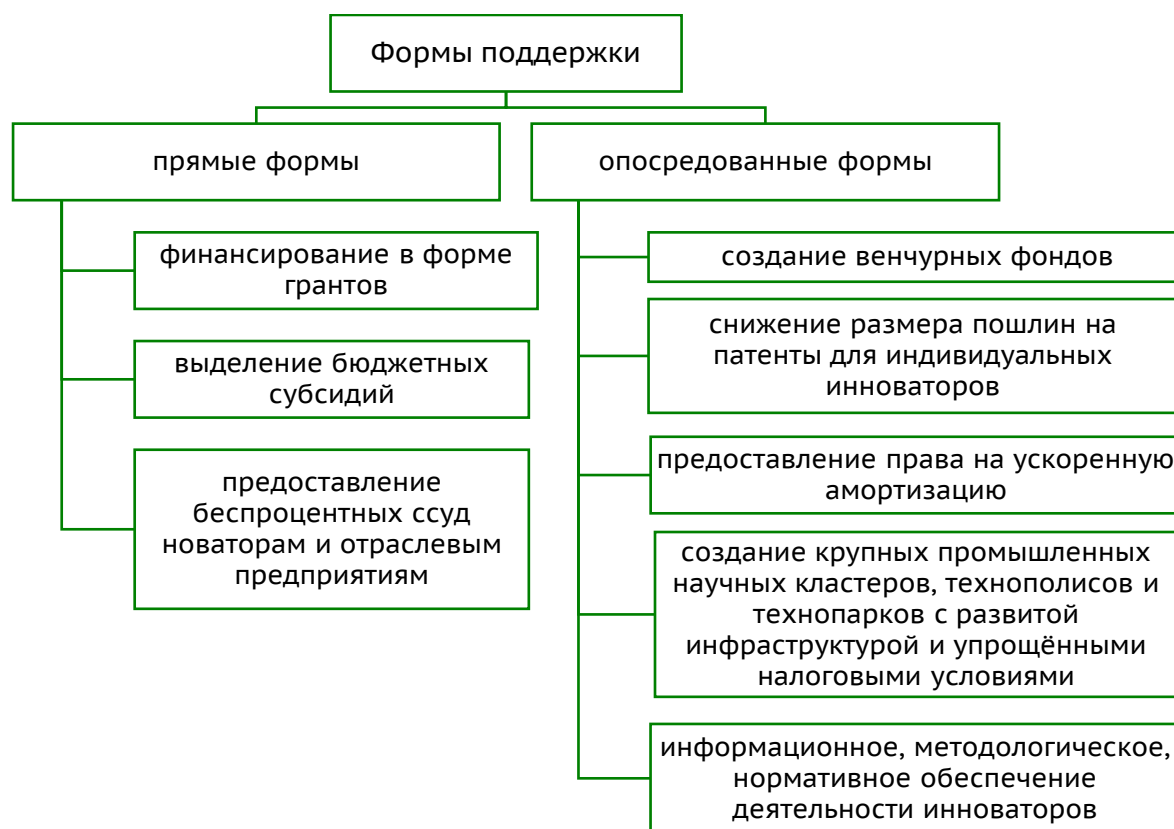 Формы поддержки
прямые формы
финансирование в форме
грантов
выделение бюджетных
субсидий
предоставление
беспроцентных ссуд
новаторам и отраслевым
предприятиям
опосредованные формы
создание венчурных фондов
снижение размера пошлин на
патенты для индивидуальных
инноваторов
предоставление права на ускоренную
амортизацию
создание крупных промышленных
научных кластеров, технополисов и
технопарков с развитой
инфраструктурой и упрощёнными
налоговыми условиями
информационное, методологическое,
нормативное обеспечение
деятельности инноваторов